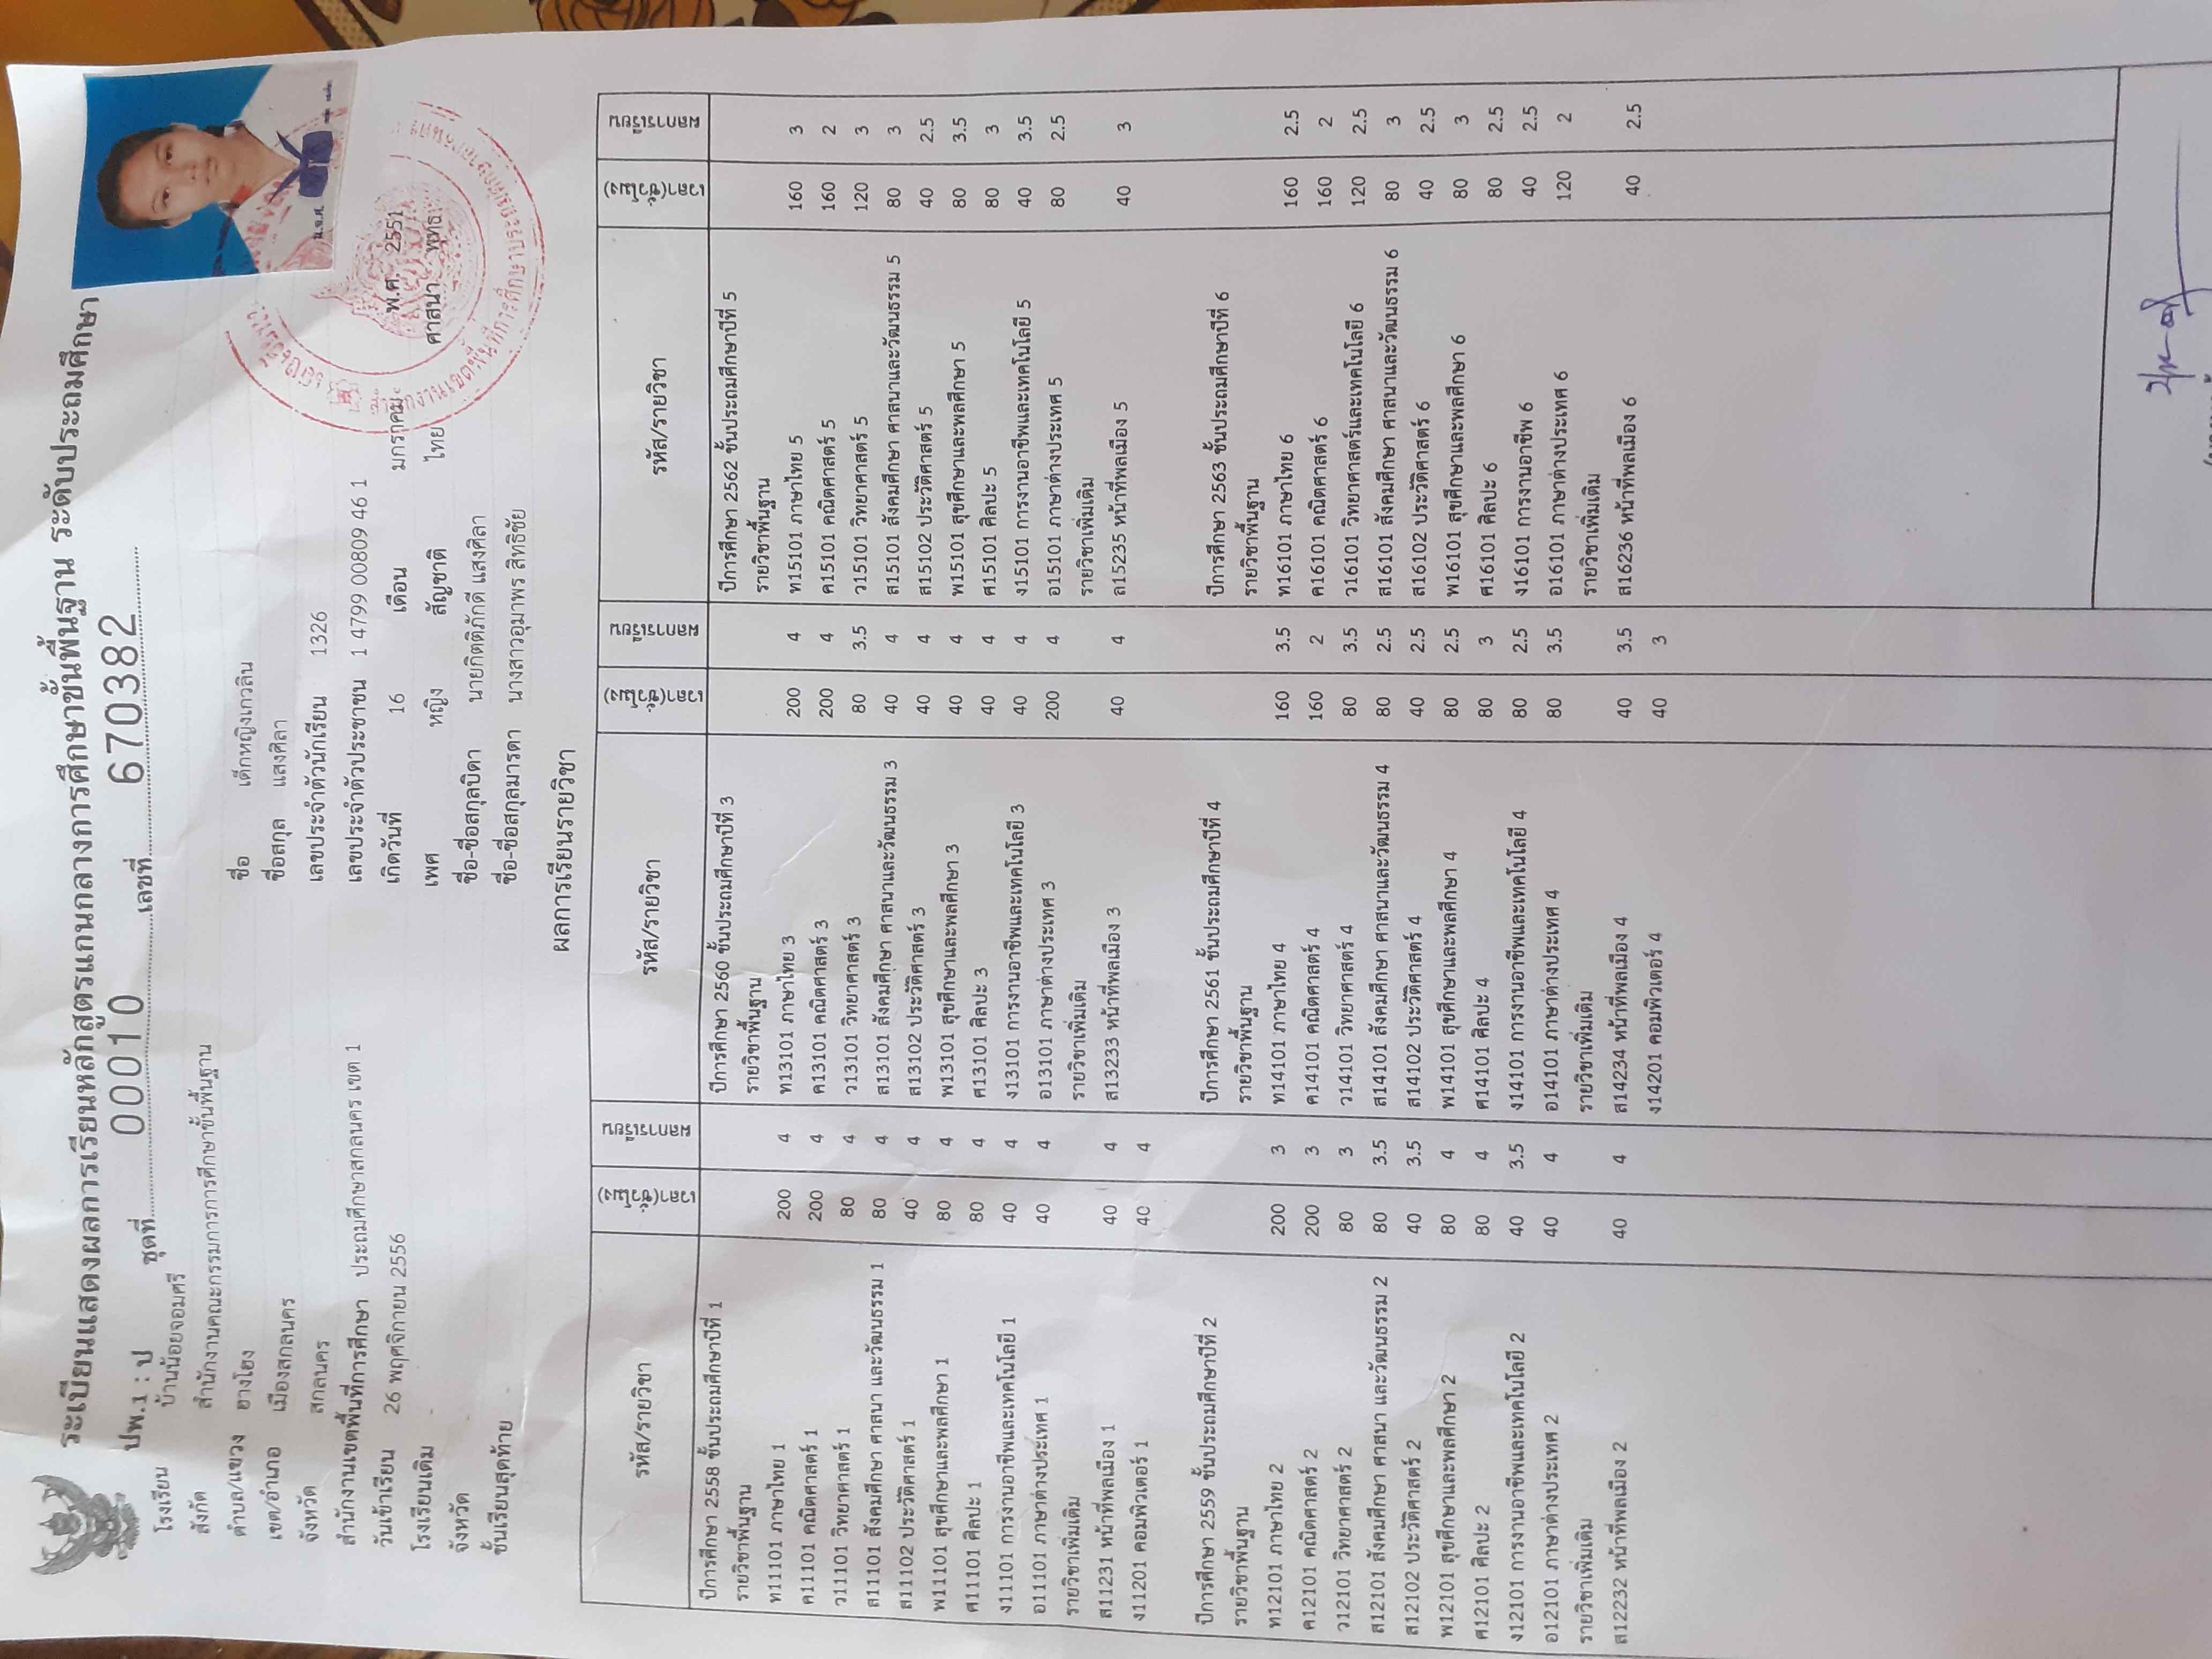 ระเบียนแสดงผลการเรียนหลักสูตรแกนกลางการศึกษาขั้นพื้นฐาน ระดับประถมศึกษา
ปพ.1 : ป ชุดที่ 00010 เลขที่ 670382
โรงเรียน บ้านน้อยจอมศรี
สังกัด สำนักงานคณะกรรมการการศึกษาขั้นพื้นฐาน
ตำบล/แขวง ฮางโฮง
เขต/อำเภอ เมืองสกลนคร
จังหวัด สกลนคร
สำนักงานเขตพื้นที่การศึกษา ประถมศึกษาสกลนคร เขต 1
วันเข้าเรียน 26 พฤศจิกายน 2556
โรงเรียนเดิม
จังหวัด
ชั้นเรียนสุดท้าย
ชื่อ เด็กหญิงเกวลิน
ชื่อสกุล แสงศิลา
เลขประจำตัวนักเรียน 1326
เลขประจำตัวประชาชน 1 4799 00809 46 1
เกิดวันที่ 16 เดือน มกราคม พ.ศ. 2551
เพศ หญิง สัญชาติ ไทย ศาสนา พุทธ
ชื่อ-ชื่อสกุลบิดา นายกิตติภักดี แสงศิลา
ชื่อ-ชื่อสกุลมารดา นางสาวอุมาพร สิทธิชัย
ผลการเรียนรายวิชา
รหัส/รายวิชา เวลา(ชั่วโมง) ผลการเรียน
ปีการศึกษา 2558 ชั้นประถมศึกษาปีที่ 1
รายวิชาพื้นฐาน
ท11101 ภาษาไทย 1 200 4
ค11101 คณิตศาสตร์ 1 200 4
ว11101 วิทยาศาสตร์ 1 80 4
ส11101 สังคมศึกษา ศาสนา และวัฒนธรรม 1 80 4
ส11102 ประวัติศาสตร์ 1 40 4
พ11101 สุขศึกษาและพลศึกษา 1 80 4
ศ11101 ศิลปะ 1 80 4
ง11101 การงานอาชีพและเทคโนโลยี 1 40 4
อ11101 ภาษาต่างประเทศ 1 40 4
รายวิชาเพิ่มเติม
ส11231 หน้าที่พลเมือง 1 40 4
ง11201 คอมพิวเตอร์ 1 40 4
ปีการศึกษา 2559 ชั้นประถมศึกษาปีที่ 2
รายวิชาพื้นฐาน
ท12101 ภาษาไทย 2 200 3
ค12101 คณิตศาสตร์ 2 200 3
ว12101 วิทยาศาสตร์ 2 80 3
ส12101 สังคมศึกษา ศาสนา และวัฒนธรรม 2 80 3.5
ส12102 ประวัติศาสตร์ 2 40 3.5
พ12101 สุขศึกษาและพลศึกษา 2 80 4
ศ12101 ศิลปะ 2 80 4
ง12101 การงานอาชีพและเทคโนโลยี 2 40 3.5
อ12101 ภาษาต่างประเทศ 2 40 4
รายวิชาเพิ่มเติม
ส12232 หน้าที่พลเมือง 2 40 4
รหัส/รายวิชา เวลา(ชั่วโมง) ผลการเรียน
ปีการศึกษา 2560 ชั้นประถมศึกษาปีที่ 3
รายวิชาพื้นฐาน
ท13101 ภาษาไทย 3 200 4
ค13101 คณิตศาสตร์ 3 200 4
ว13101 วิทยาศาสตร์ 3 80 3.5
ส13101 สังคมศึกษา ศาสนาและวัฒนธรรม 3 40 4
ส13102 ประวัติศาสตร์ 3 40 4
พ13101 สุขศึกษาและพลศึกษา 3 40 4
ศ13101 ศิลปะ 3 40 4
ง13101 การงานอาชีพและเทคโนโลยี 3 40 4
อ13101 ภาษาต่างประเทศ 3 200 4
รายวิชาเพิ่มเติม
ส13233 หน้าที่พลเมือง 3 40 4
ปีการศึกษา 2561 ชั้นประถมศึกษาปีที่ 4
รายวิชาพื้นฐาน
ท14101 ภาษาไทย 4 160 3.5
ค14101 คณิตศาสตร์ 4 160 2
ว14101 วิทยาศาสตร์ 4 80 3.5
ส14101 สังคมศึกษา ศาสนาและวัฒนธรรม 4 80 2.5
ส14102 ประวัติศาสตร์ 4 40 2.5
พ14101 สุขศึกษาและพลศึกษา 4 80 2.5
ศ14101 ศิลปะ 4 80 3
ง14101 การงานอาชีพและเทคโนโลยี 4 80 2.5
อ14101 ภาษาต่างประเทศ 4 80 3.5
รายวิชาเพิ่มเติม
ส14234 หน้าที่พลเมือง 4 40 3.5
ง14201 คอมพิวเตอร์ 4 40 3
รหัส/รายวิชา เวลา(ชั่วโมง) ผลการเรียน
ปีการศึกษา 2562 ชั้นประถมศึกษาปีที่ 5
รายวิชาพื้นฐาน
ท15101 ภาษาไทย 5 160 3
ค15101 คณิตศาสตร์ 5 160 2
ว15101 วิทยาศาสตร์ 5 120 3
ส15101 สังคมศึกษา ศาสนาและวัฒนธรรม 5 80 3
ส15102 ประวัติศาสตร์ 5 40 2.5
พ15101 สุขศึกษาและพลศึกษา 5 80 3.5
ศ15101 ศิลปะ 5 80 3
ง15101 การงานอาชีพและเทคโนโลยี 5 40 3.5
อ15101 ภาษาต่างประเทศ 5 80 2.5
รายวิชาเพิ่มเติม
ส15235 หน้าที่พลเมือง 5 40 3
ปีการศึกษา 2563 ชั้นประถมศึกษาปีที่ 6
รายวิชาพื้นฐาน
ท16101 ภาษาไทย 6 160 2.5
ค16101 คณิตศาสตร์ 6 160 2
ว16101 วิทยาศาสตร์และเทคโนโลยี 6 120 2.5
ส16101 สังคมศึกษา ศาสนาและวัฒนธรรม 6 80 3
ส16102 ประวัติศาสตร์ 6 40 2.5
พ16101 สุขศึกษาและพลศึกษา 6 80 3
ศ16101 ศิลปะ 6 80 2.5
ง16101 การงานอาชีพ 6 40 2.5
อ16101 ภาษาต่างประเทศ 6 120 2
รายวิชาเพิ่มเติม
ส16236 หน้าที่พลเมือง 6 40 2.5